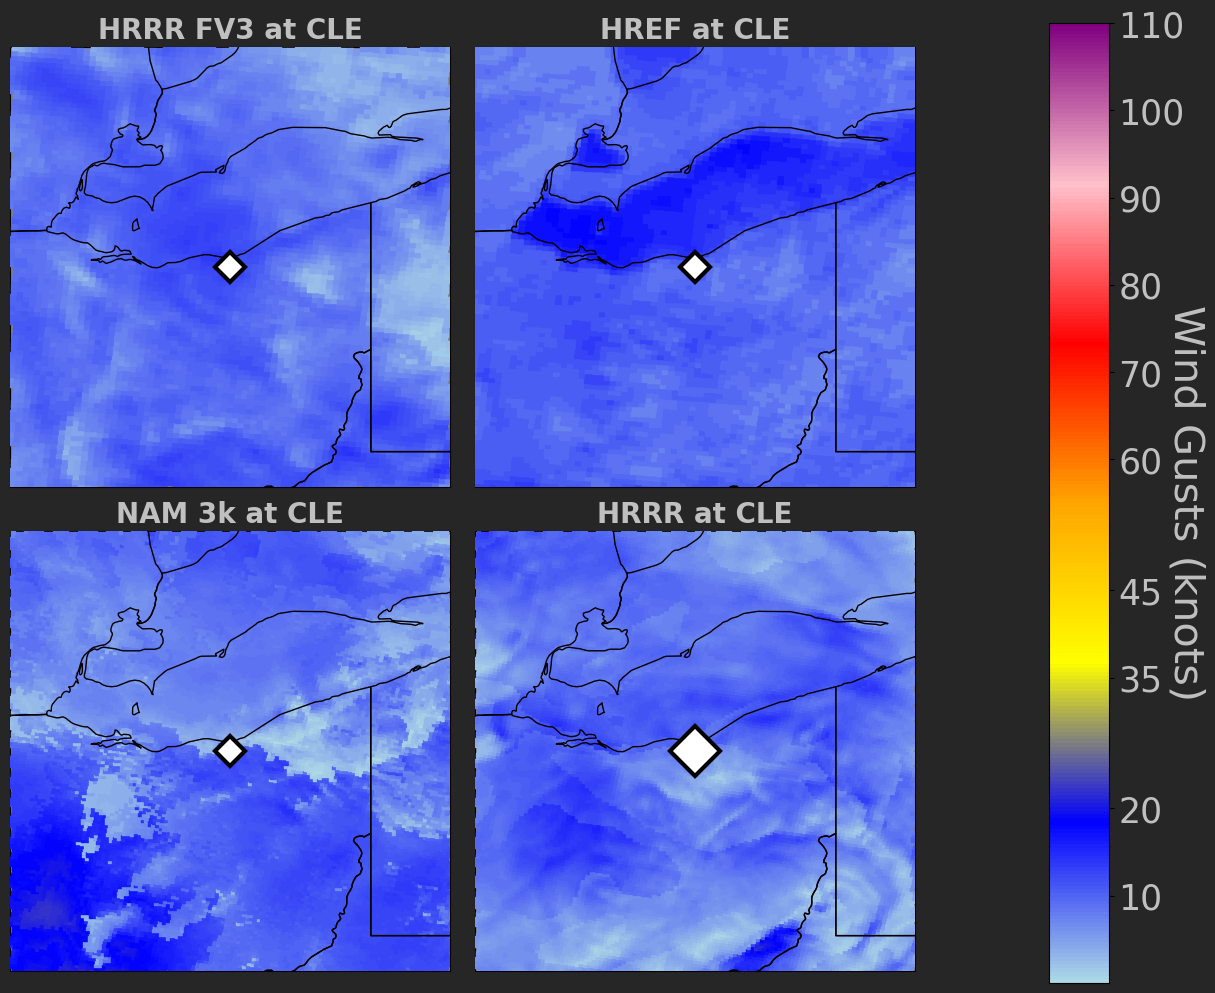 HRRR FV3 at CLE
HREF at CLE
NAM 3k at CLE
HRRR at CLE
110
100
90
80
70
60
45
35
20
10
Wind Gusts (knots)